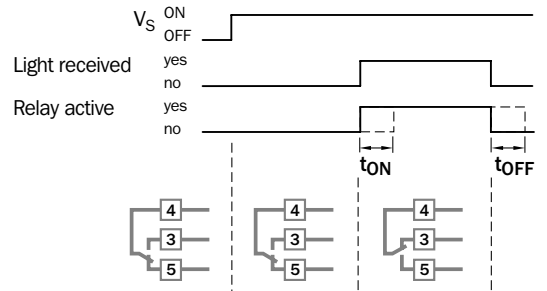 V_S ON
OFF
Light received yes
no
Relay active yes
no
tON tOFF
4 4 4
3 3 3
5 5 5